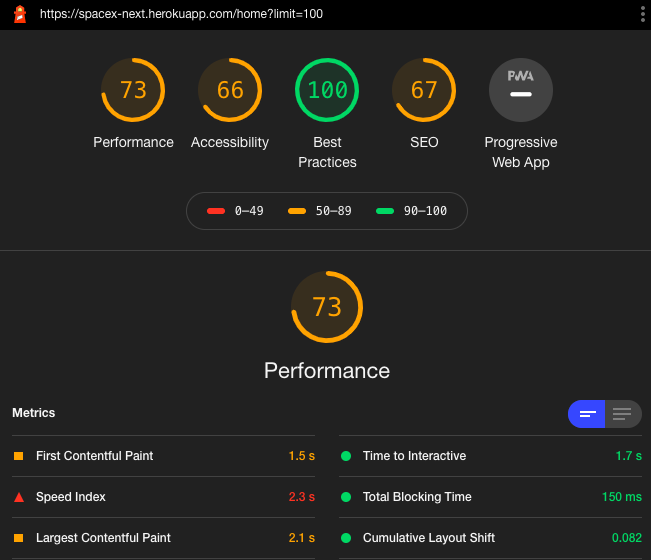 https://spacex-next.herokuapp.com/home?limit=100
73 66 100 67 PWA
Performance Accessibility Best Practices SEO Progressive Web App
0–49 50–89 90–100
73
Performance
Metrics
First Contentful Paint 1.5 s
Time to Interactive 1.7 s
Speed Index 2.3 s
Total Blocking Time 150 ms
Largest Contentful Paint 2.1 s
Cumulative Layout Shift 0.082